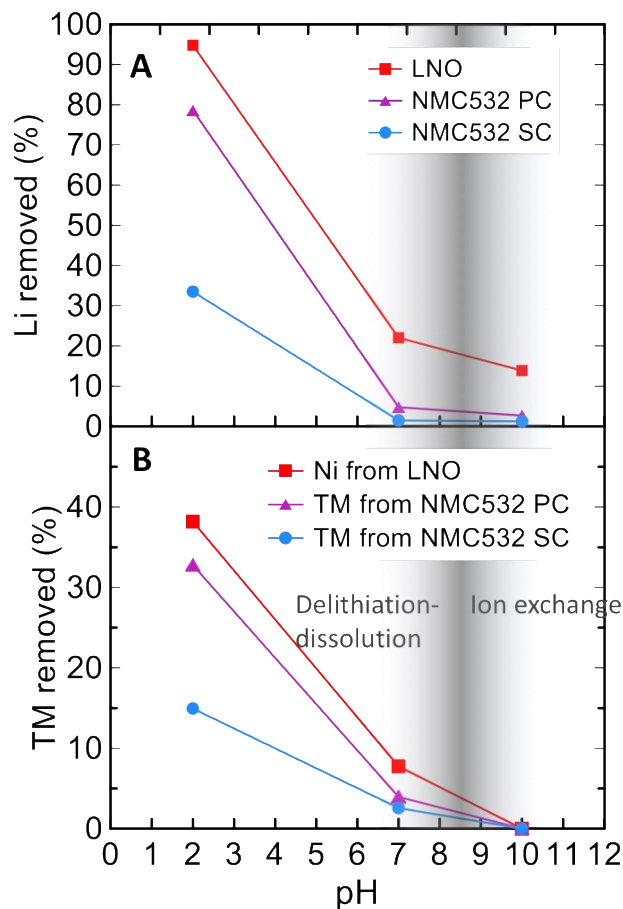 100
90
80
70
60
50
40
30
20
10
0
Li removed (%)
A
LNO
NMC532 PC
NMC532 SC
B
Ni from LNO
TM from NMC532 PC
TM from NMC532 SC
40
30
20
10
0
TM removed (%)
Delithiation-
dissolution
Ion exchange
0 1 2 3 4 5 6 7 8 9 10 11 12
pH